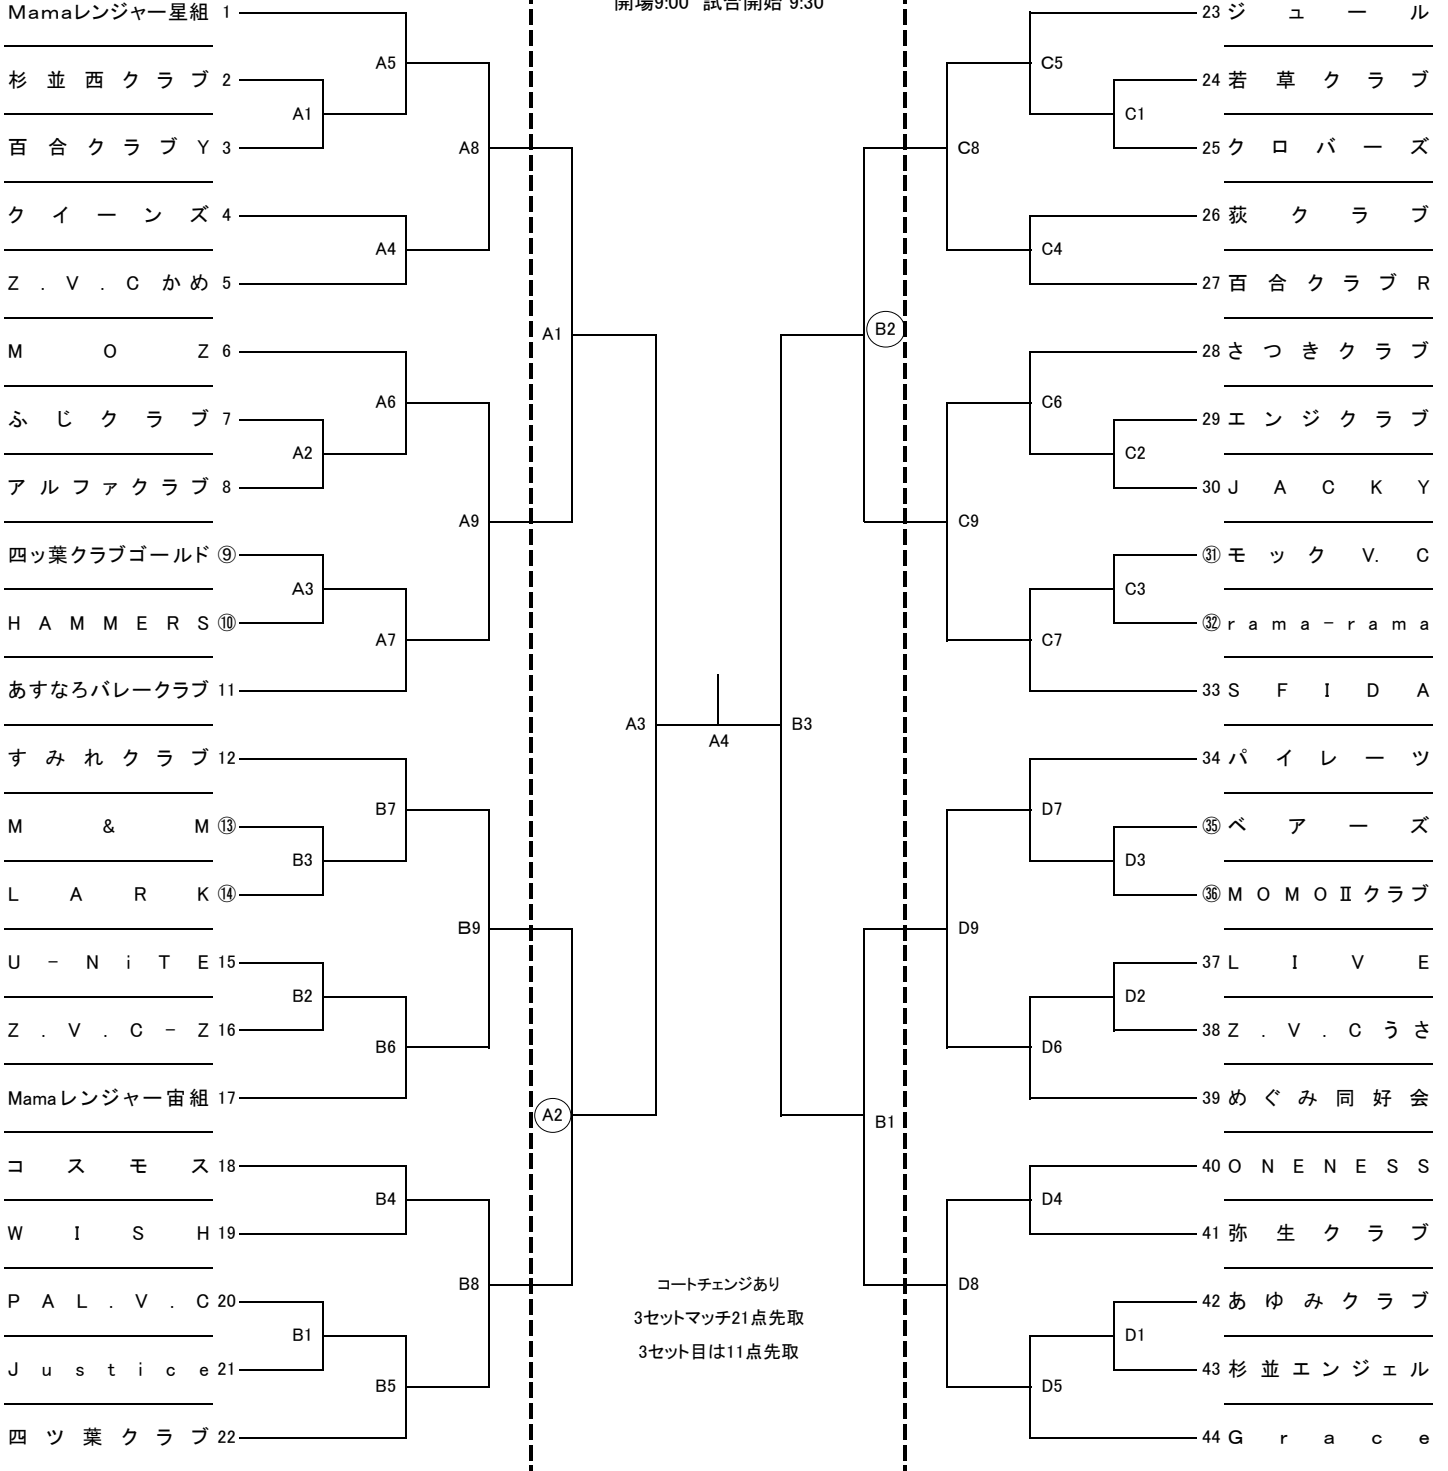 開場9:00 試合開始 9:30
Mamaレンジャー星組 1
杉並西クラブ 2
百合クラブY 3
クイーンズ 4
Z.V.Cかめ 5
MOZ 6
ふじクラブ 7
アルファクラブ 8
四ッ葉クラブゴールド ⑨
HAMMERS ⑩
あすなろバレークラブ 11
すみれクラブ 12
M&M ⑬
LARK ⑭
U-NiTE 15
Z.V.C-Z 16
Mamaレンジャー宙組 17
コスモス 18
WISH 19
PAL.V.C 20
Justice 21
四ツ葉クラブ 22
A1
A2
A3
B3
B2
B1
A5
A4
A6
A7
B7
B6
B4
B5
A8
A9
B9
B8
A1
A2
A3
A4
B3
B2
B1
コートチェンジあり
3セットマッチ21点先取
3セット目は11点先取
C8
C9
D9
D8
C5
C4
C6
C7
D7
D6
D4
D5
C1
C2
C3
D3
D2
D1
23 ジュール
24 若草クラブ
25 クロバーズ
26 荻クラブ
27 百合クラブR
28 さつきクラブ
29 エンジクラブ
30 JACKY
㉛ モックV.C
㉜ rama-rama
33 SFIDA
34 パイレーツ
㉟ ベアーズ
㊱ MOMOⅡクラブ
37 LIVE
38 Z.V.Cうさ
39 めぐみ同好会
40 ONENESS
41 弥生クラブ
42 あゆみクラブ
43 杉並エンジェル
44 Grace